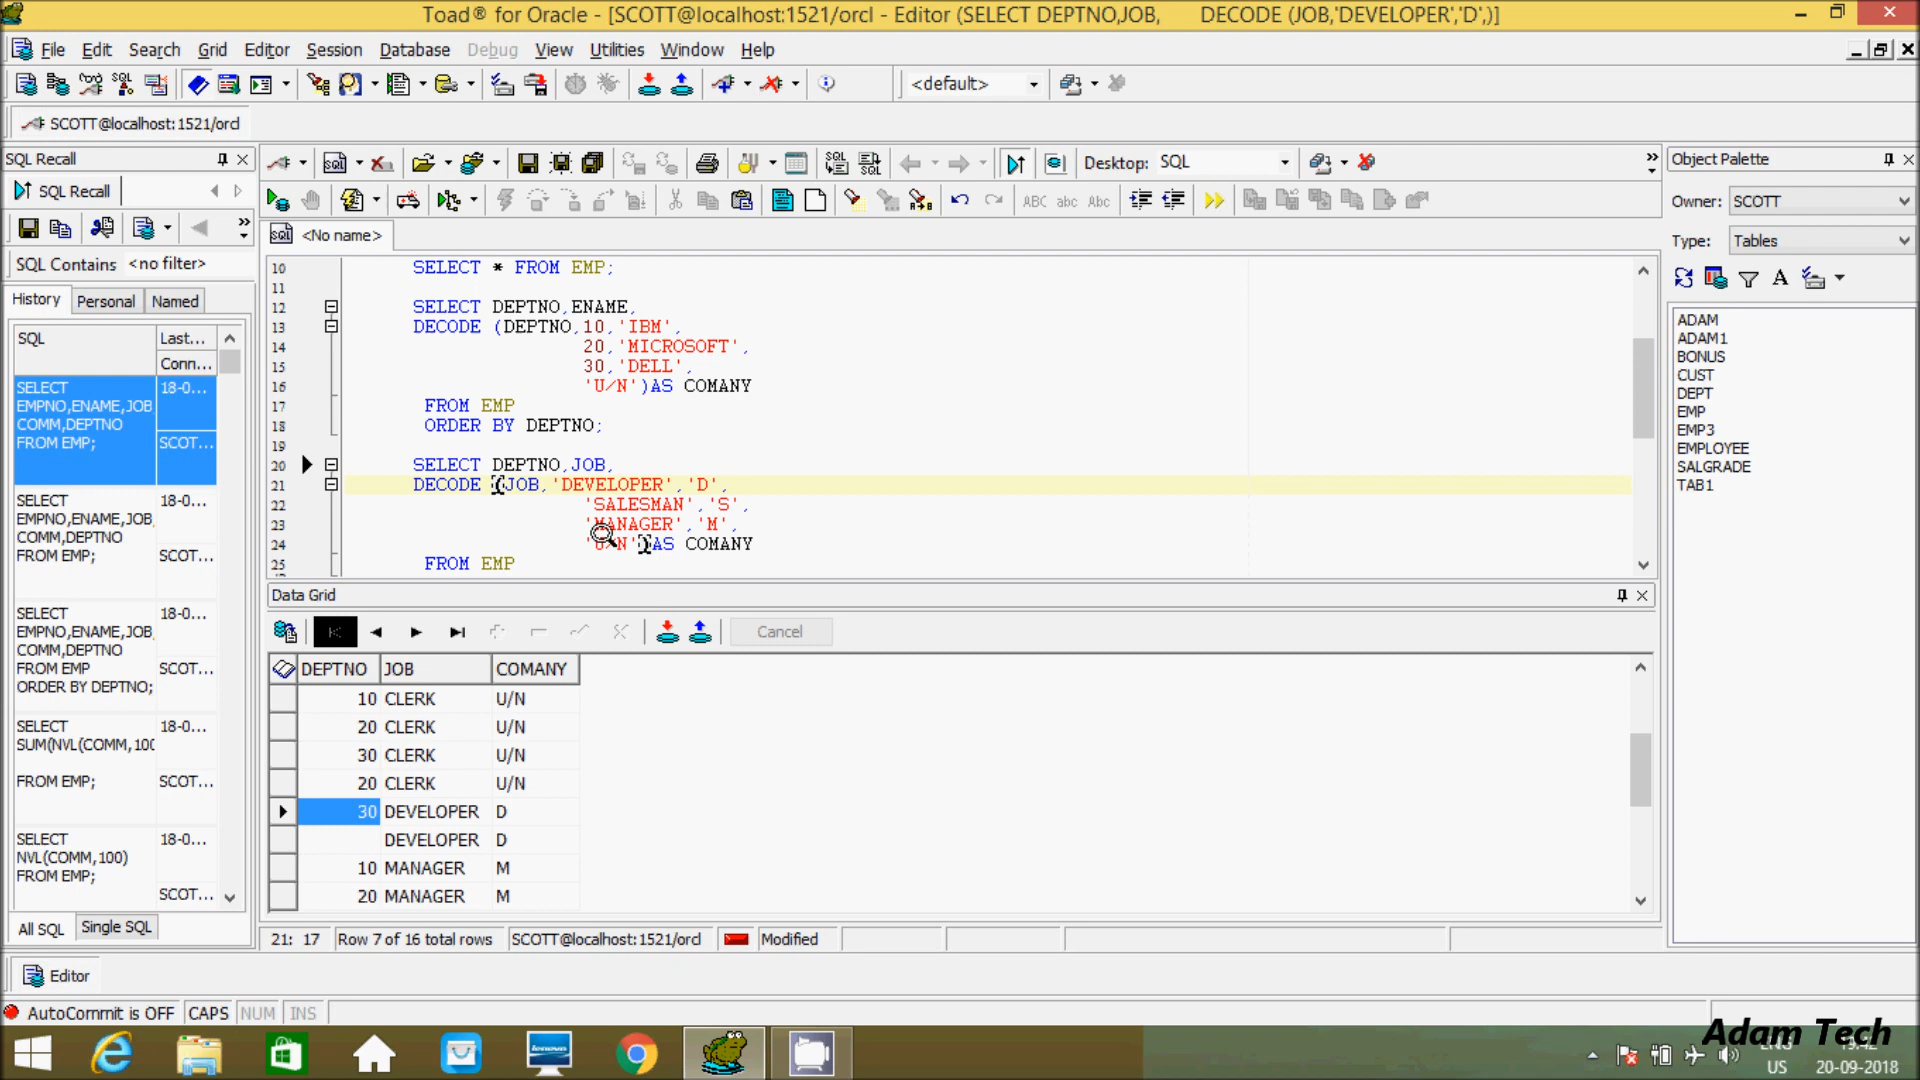 Toad® for Oracle - [SCOTT@localhost:1521/orcl - Editor (SELECT DEPTNO,JOB, DECODE (JOB,'DEVELOPER','D',)]
File Edit Search Grid Editor Session Database Debug View Utilities Window Help
<default>
SCOTT@localhost:1521/orcl
SQL Recall
SQL Recall
SQL Contains <no filter>
History Personal Named
SQL Last...
Conn...
SELECT 18-0...
EMPNO,ENAME,JOB,
COMM,DEPTNO
FROM EMP; SCOT...
SELECT 18-0...
EMPNO,ENAME,JOB,
COMM,DEPTNO
FROM EMP; SCOT...
SELECT 18-0...
EMPNO,ENAME,JOB,
COMM,DEPTNO
FROM EMP SCOT...
ORDER BY DEPTNO;
SELECT 18-0...
SUM(NVL(COMM,100
FROM EMP; SCOT...
SELECT 18-0...
NVL(COMM,100)
FROM EMP;
SCOT...
All SQL Single SQL
Desktop: SQL
SQL SQL
ABC abc Abc
<No name>
10 SELECT * FROM EMP;
11
12 SELECT DEPTNO,ENAME,
13 DECODE (DEPTNO,10,'IBM',
14 20,'MICROSOFT',
15 30,'DELL',
16 'U/N')AS COMANY
17 FROM EMP
18 ORDER BY DEPTNO;
19
20 SELECT DEPTNO,JOB,
21 DECODE (JOB,'DEVELOPER','D',
22 'SALESMAN','S',
23 'MANAGER','M',
24 'U/N')AS COMANY
25 FROM EMP
Data Grid
Cancel
DEPTNO JOB COMANY
10 CLERK U/N
20 CLERK U/N
30 CLERK U/N
20 CLERK U/N
30 DEVELOPER D
DEVELOPER D
10 MANAGER M
20 MANAGER M
21: 17 Row 7 of 16 total rows SCOTT@localhost:1521/orcl Modified
Object Palette
Owner: SCOTT
Type: Tables
ADAM
ADAM1
BONUS
CUST
DEPT
EMP
EMP3
EMPLOYEE
SALGRADE
TAB1
Editor
AutoCommit is OFF CAPS NUM INS
Adam Tech
US 20-09-2018